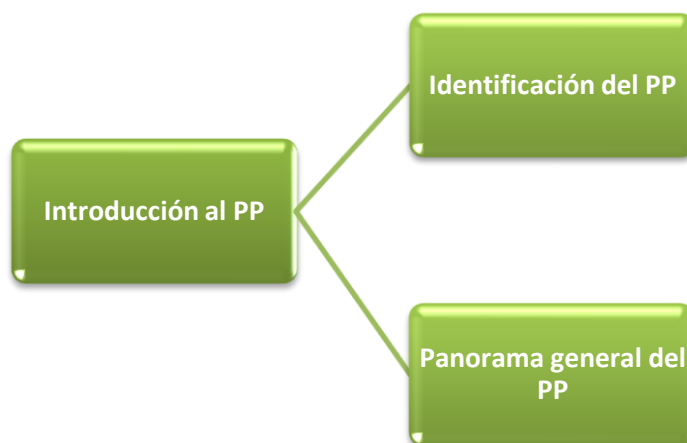 Identificación del PP
Introducción al PP
Panorama general del
PP